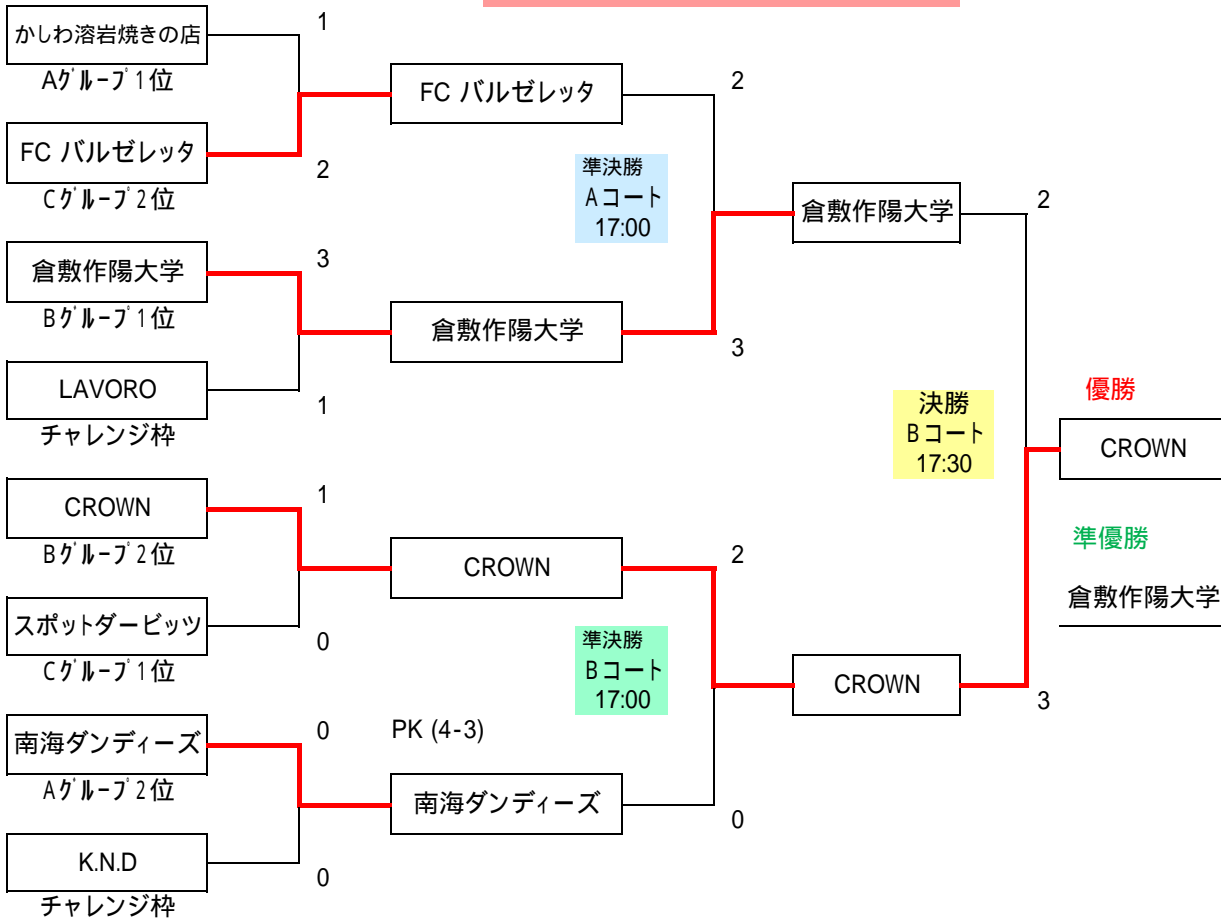 かしわ溶岩焼きの店
Aｸﾞﾙｰﾌﾟ1位
1
FC バルゼレッタ
Cｸﾞﾙｰﾌﾟ2位
2
倉敷作陽大学
Bｸﾞﾙｰﾌﾟ1位
3
LAVORO
チャレンジ枠
1
CROWN
Bｸﾞﾙｰﾌﾟ2位
1
スポットダービッツ
Cｸﾞﾙｰﾌﾟ1位
0
南海ダンディーズ
Aｸﾞﾙｰﾌﾟ2位
0
PK (4-3)
K.N.D
チャレンジ枠
0
FC バルゼレッタ
2
準決勝
Aコート
17:00
倉敷作陽大学
3
CROWN
2
準決勝
Bコート
17:00
南海ダンディーズ
0
倉敷作陽大学
2
決勝
Bコート
17:30
CROWN
3
優勝
CROWN
準優勝
倉敷作陽大学